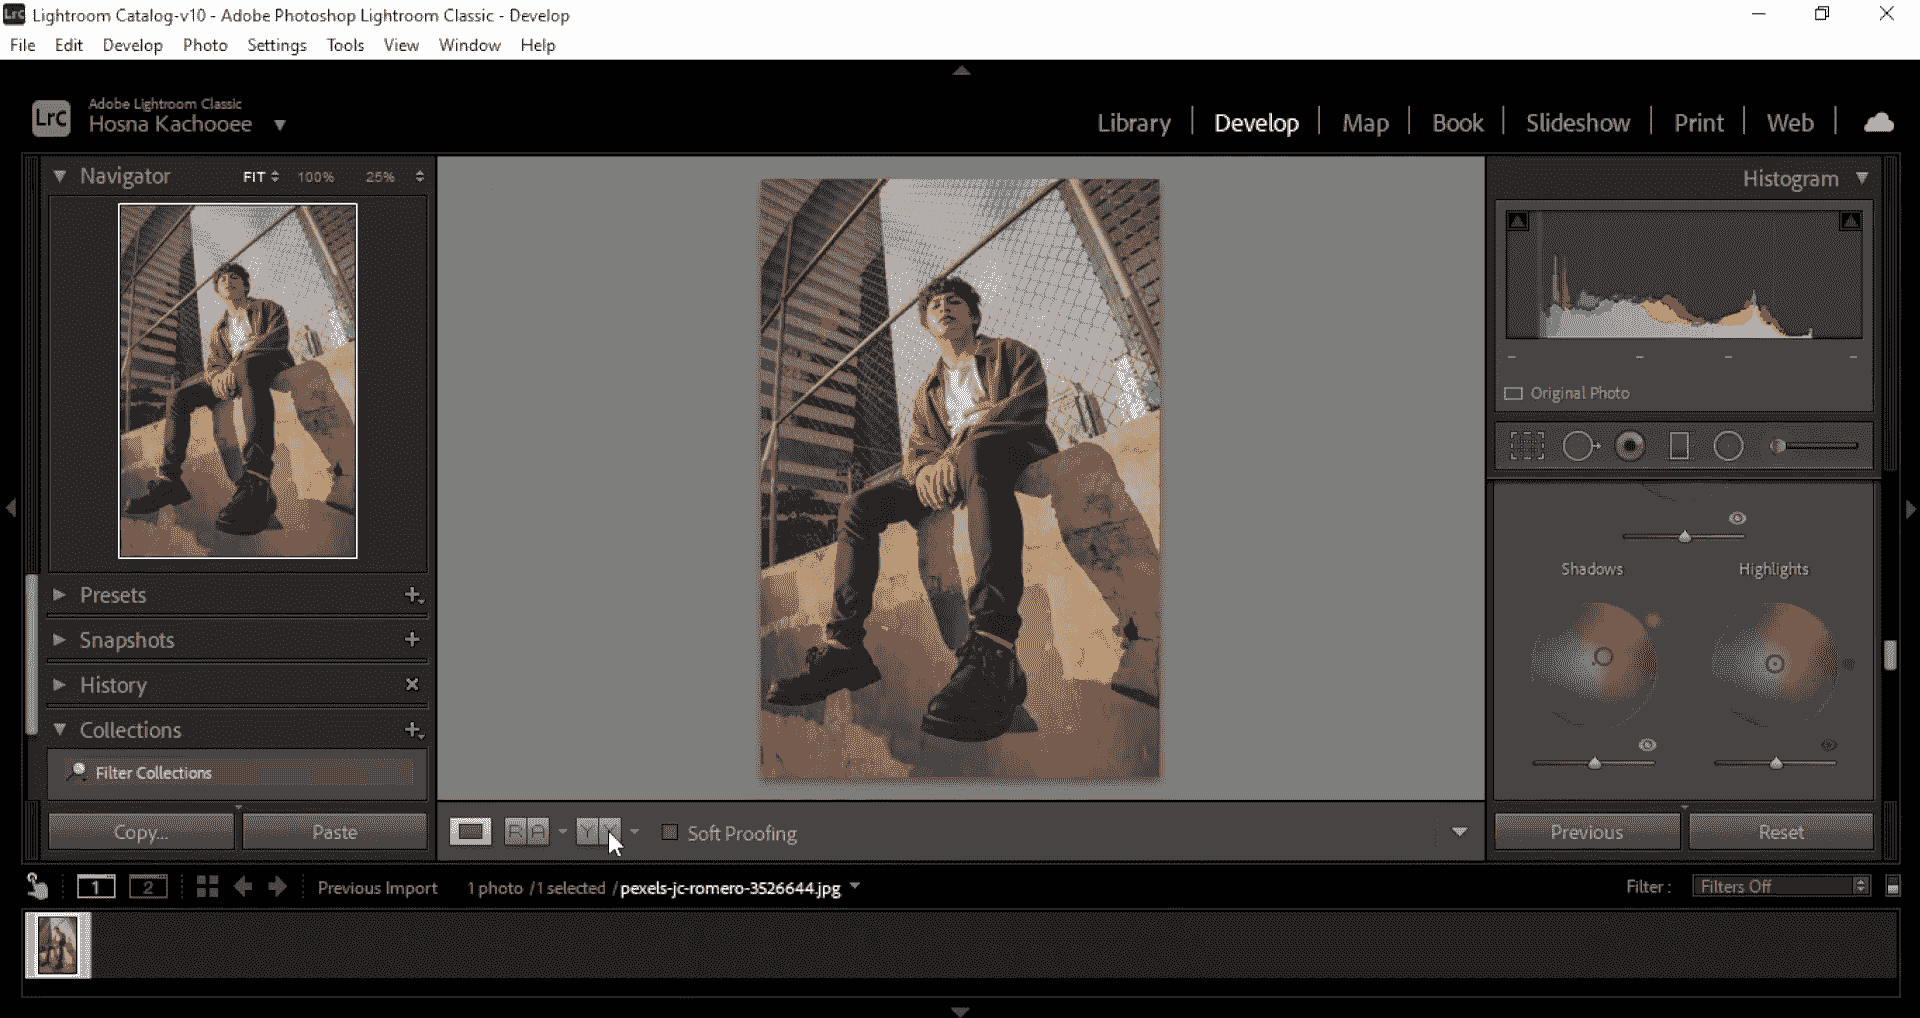 LrC Lightroom Catalog-v10 - Adobe Photoshop Lightroom Classic - Develop
File Edit Develop Photo Settings Tools View Window Help
LrC Adobe Lightroom Classic
Hosna Kachooee
Library Develop Map Book Slideshow Print Web
Navigator FIT 100% 25%
Histogram
Original Photo
Shadows Highlights
Presets
Snapshots
History
Collections
Filter Collections
Copy... Paste
R A Y Y Soft Proofing
Previous Reset
1 2 Previous Import 1 photo / 1 selected / pexels-jc-romero-3526644.jpg
Filter : Filters Off